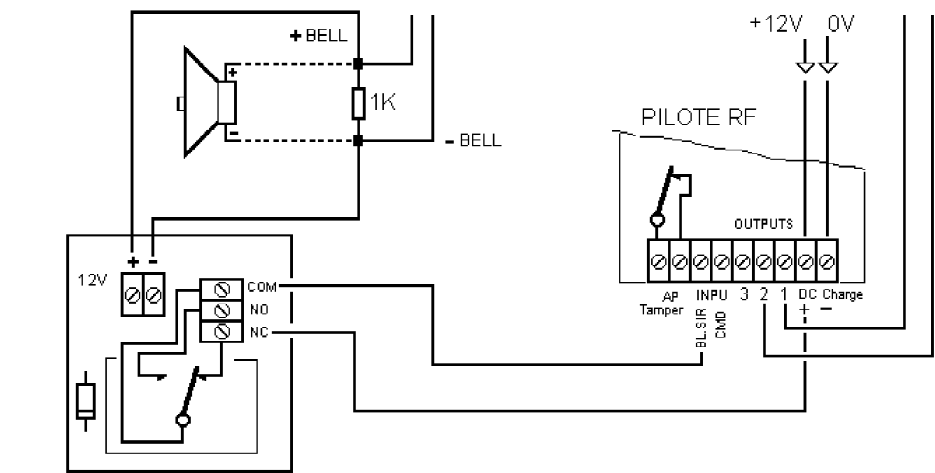 +12V 0V
+ BELL
+
1K
PILOTE RF
-
- BELL
OUTPUTS
+ -
12V
COM
NO
NC
AP
Tamper
INPU 3 2 1 DC Charge
+ -
BL.SIR
CMD